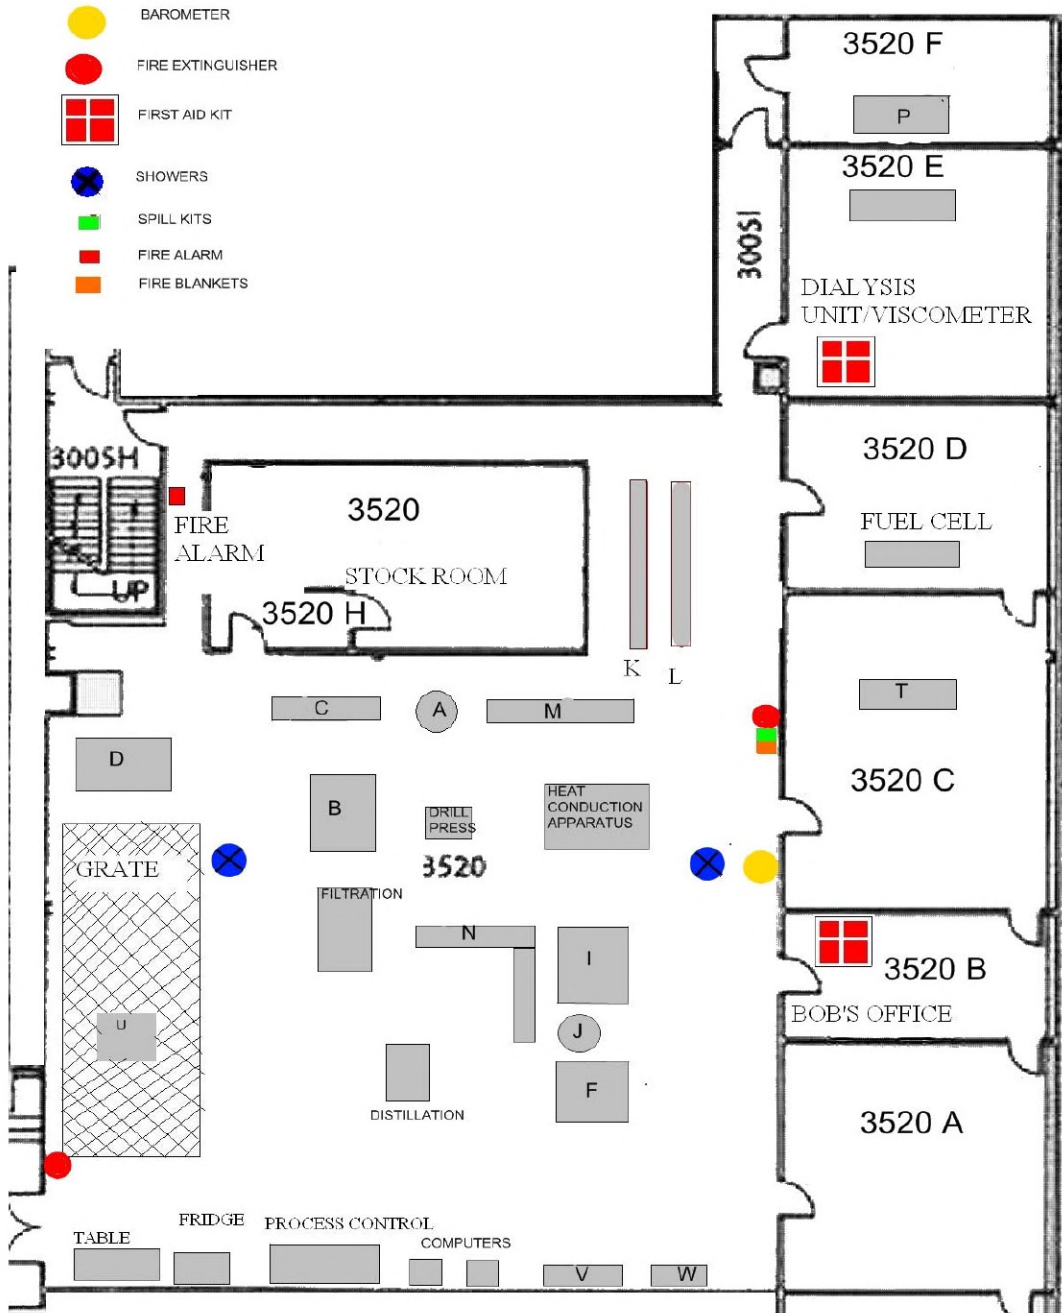 BAROMETER
FIRE EXTINGUISHER
FIRST AID KIT
SHOWERS
SPILL KITS
FIRE ALARM
FIRE BLANKETS
3520 F
P
3520 E
300SI
DIALYSIS
UNIT/VISCOMETER
300SH
UP
FIRE
ALARM
3520
STOCK ROOM
3520 H
3520 D
FUEL CELL
K
L
C
A
M
T
D
3520 C
B
DRILL
PRESS
HEAT
CONDUCTION
APPARATUS
3520
GRATE
FILTRATION
N
I
3520 B
BOB'S OFFICE
U
J
F
DISTILLATION
3520 A
TABLE
FRIDGE
PROCESS CONTROL
COMPUTERS
V
W